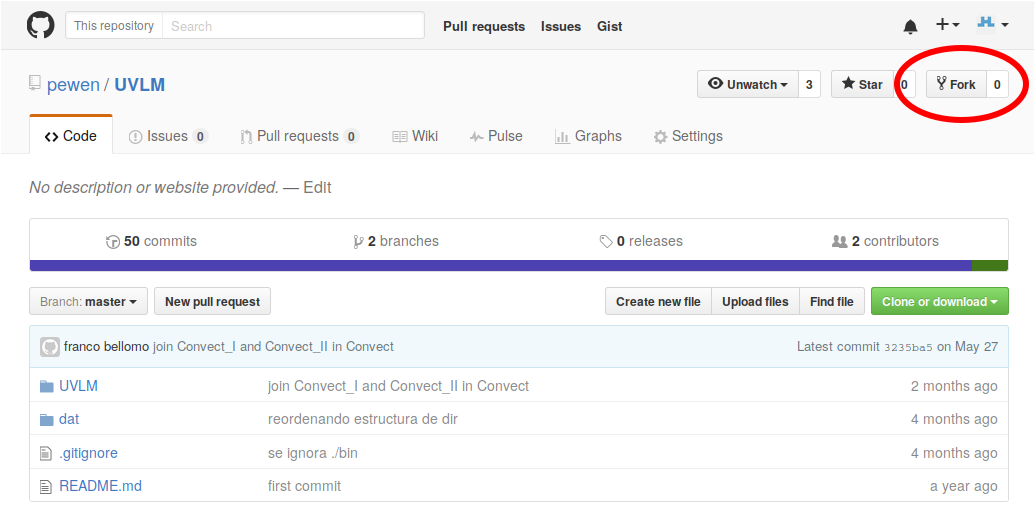 This repository Search Pull requests Issues Gist
pewen / UVLM Unwatch 3 Star 0 Fork 0
Code Issues 0 Pull requests 0 Wiki Pulse Graphs Settings
No description or website provided. — Edit
50 commits 2 branches 0 releases 2 contributors
Branch: master New pull request Create new file Upload files Find file Clone or download
franco bellomo join Convect_I and Convect_II in Convect Latest commit 3235ba5 on May 27
UVLM join Convect_I and Convect_II in Convect 2 months ago
dat reordenando estructura de dir 4 months ago
.gitignore se ignora ./bin 4 months ago
README.md first commit a year ago